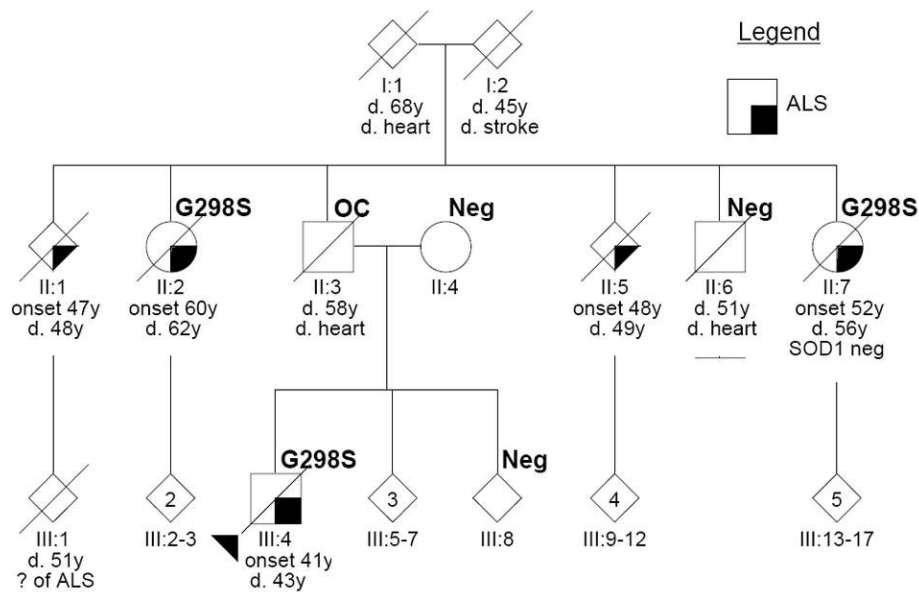 Legend
ALS
I:1
d. 68y
d. heart
I:2
d. 45y
d. stroke
G298S
OC
Neg
Neg
G298S
II:1
onset 47y
d. 48y
II:2
onset 60y
d. 62y
II:3
d. 58y
d. heart
II:4
II:5
onset 48y
d. 49y
II:6
d. 51y
d. heart
II:7
onset 52y
d. 56y
SOD1 neg
G298S
Neg
2
3
4
5
III:1
d. 51y
? of ALS
III:2-3
III:4
onset 41y
d. 43y
III:5-7
III:8
III:9-12
III:13-17